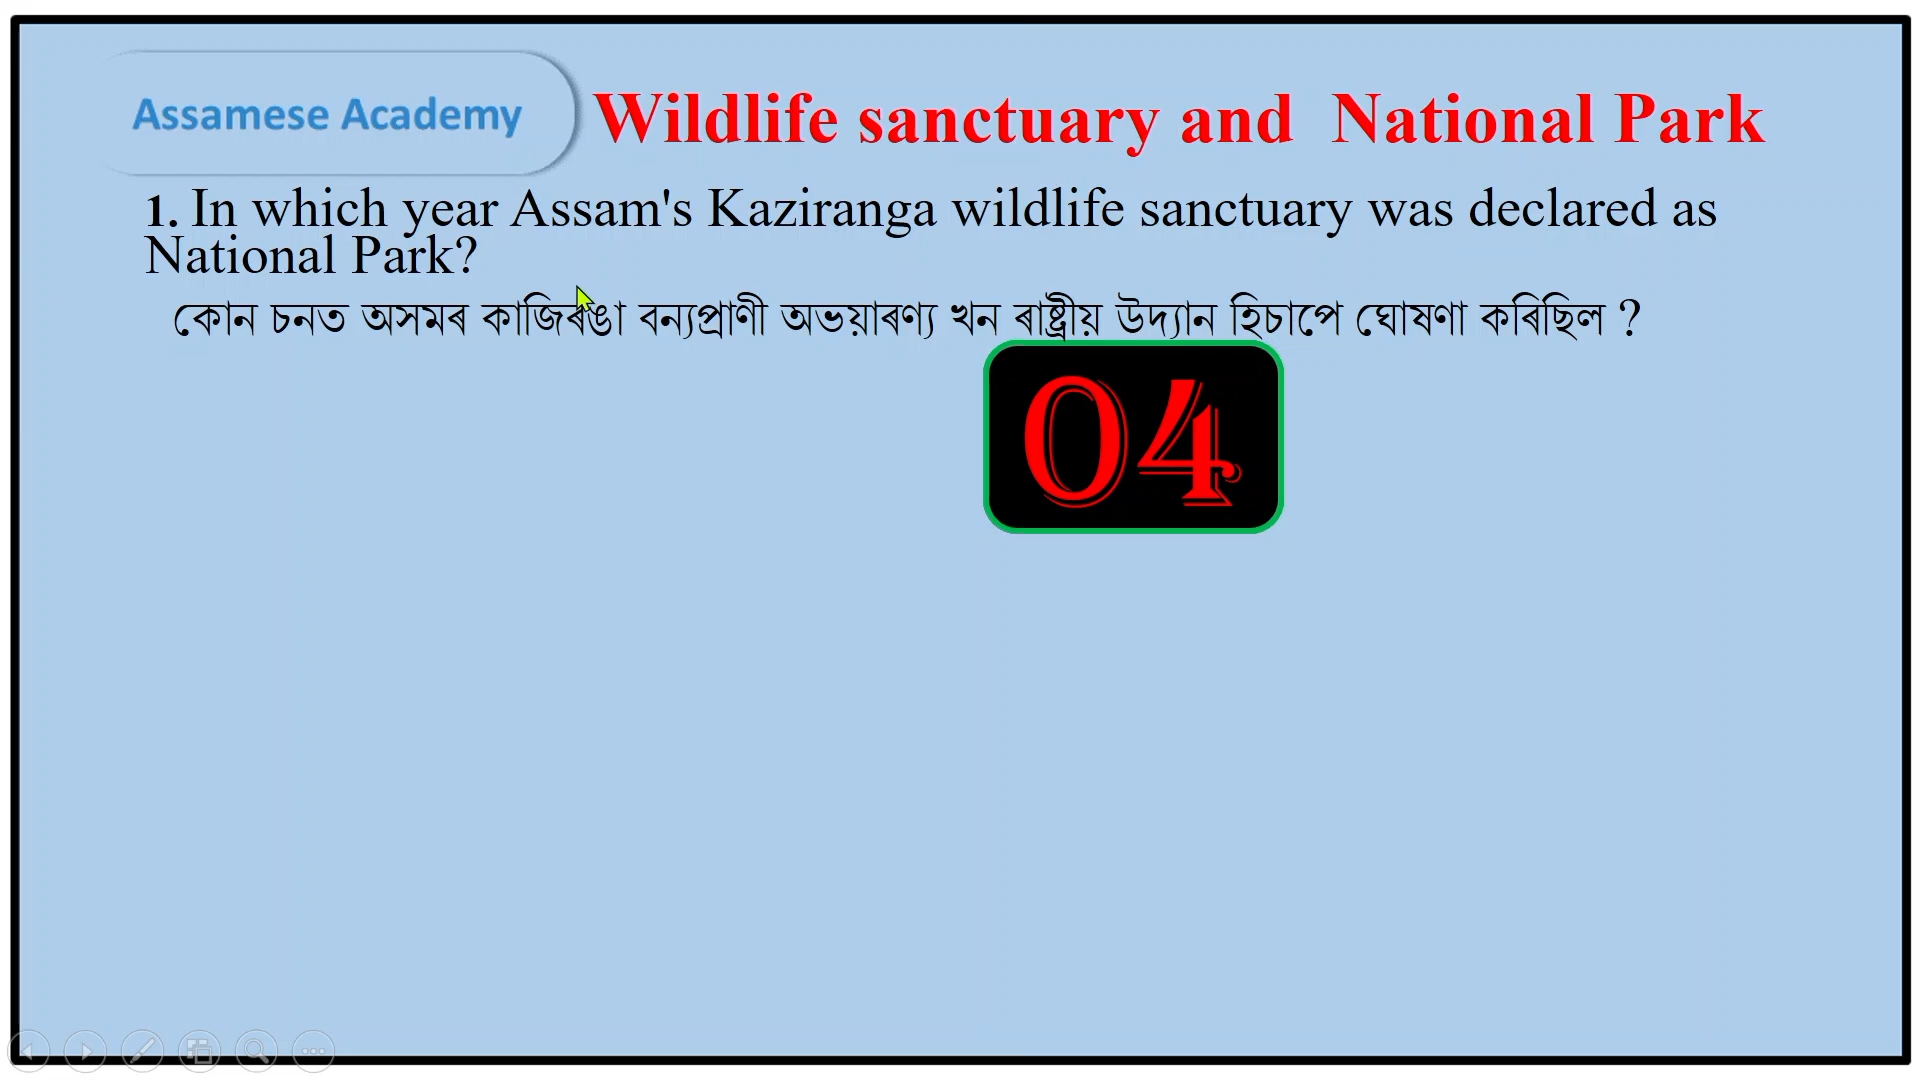 Assamese Academy
Wildlife sanctuary and National Park
1. In which year Assam's Kaziranga wildlife sanctuary was declared as
National Park?
কোন চনত অসমৰ কাজিৰঙা বন্যপ্ৰাণী অভয়াৰণ্য খন ৰাষ্ট্ৰীয় উদ্যান হিচাপে ঘোষণা কৰিছিল ?
04